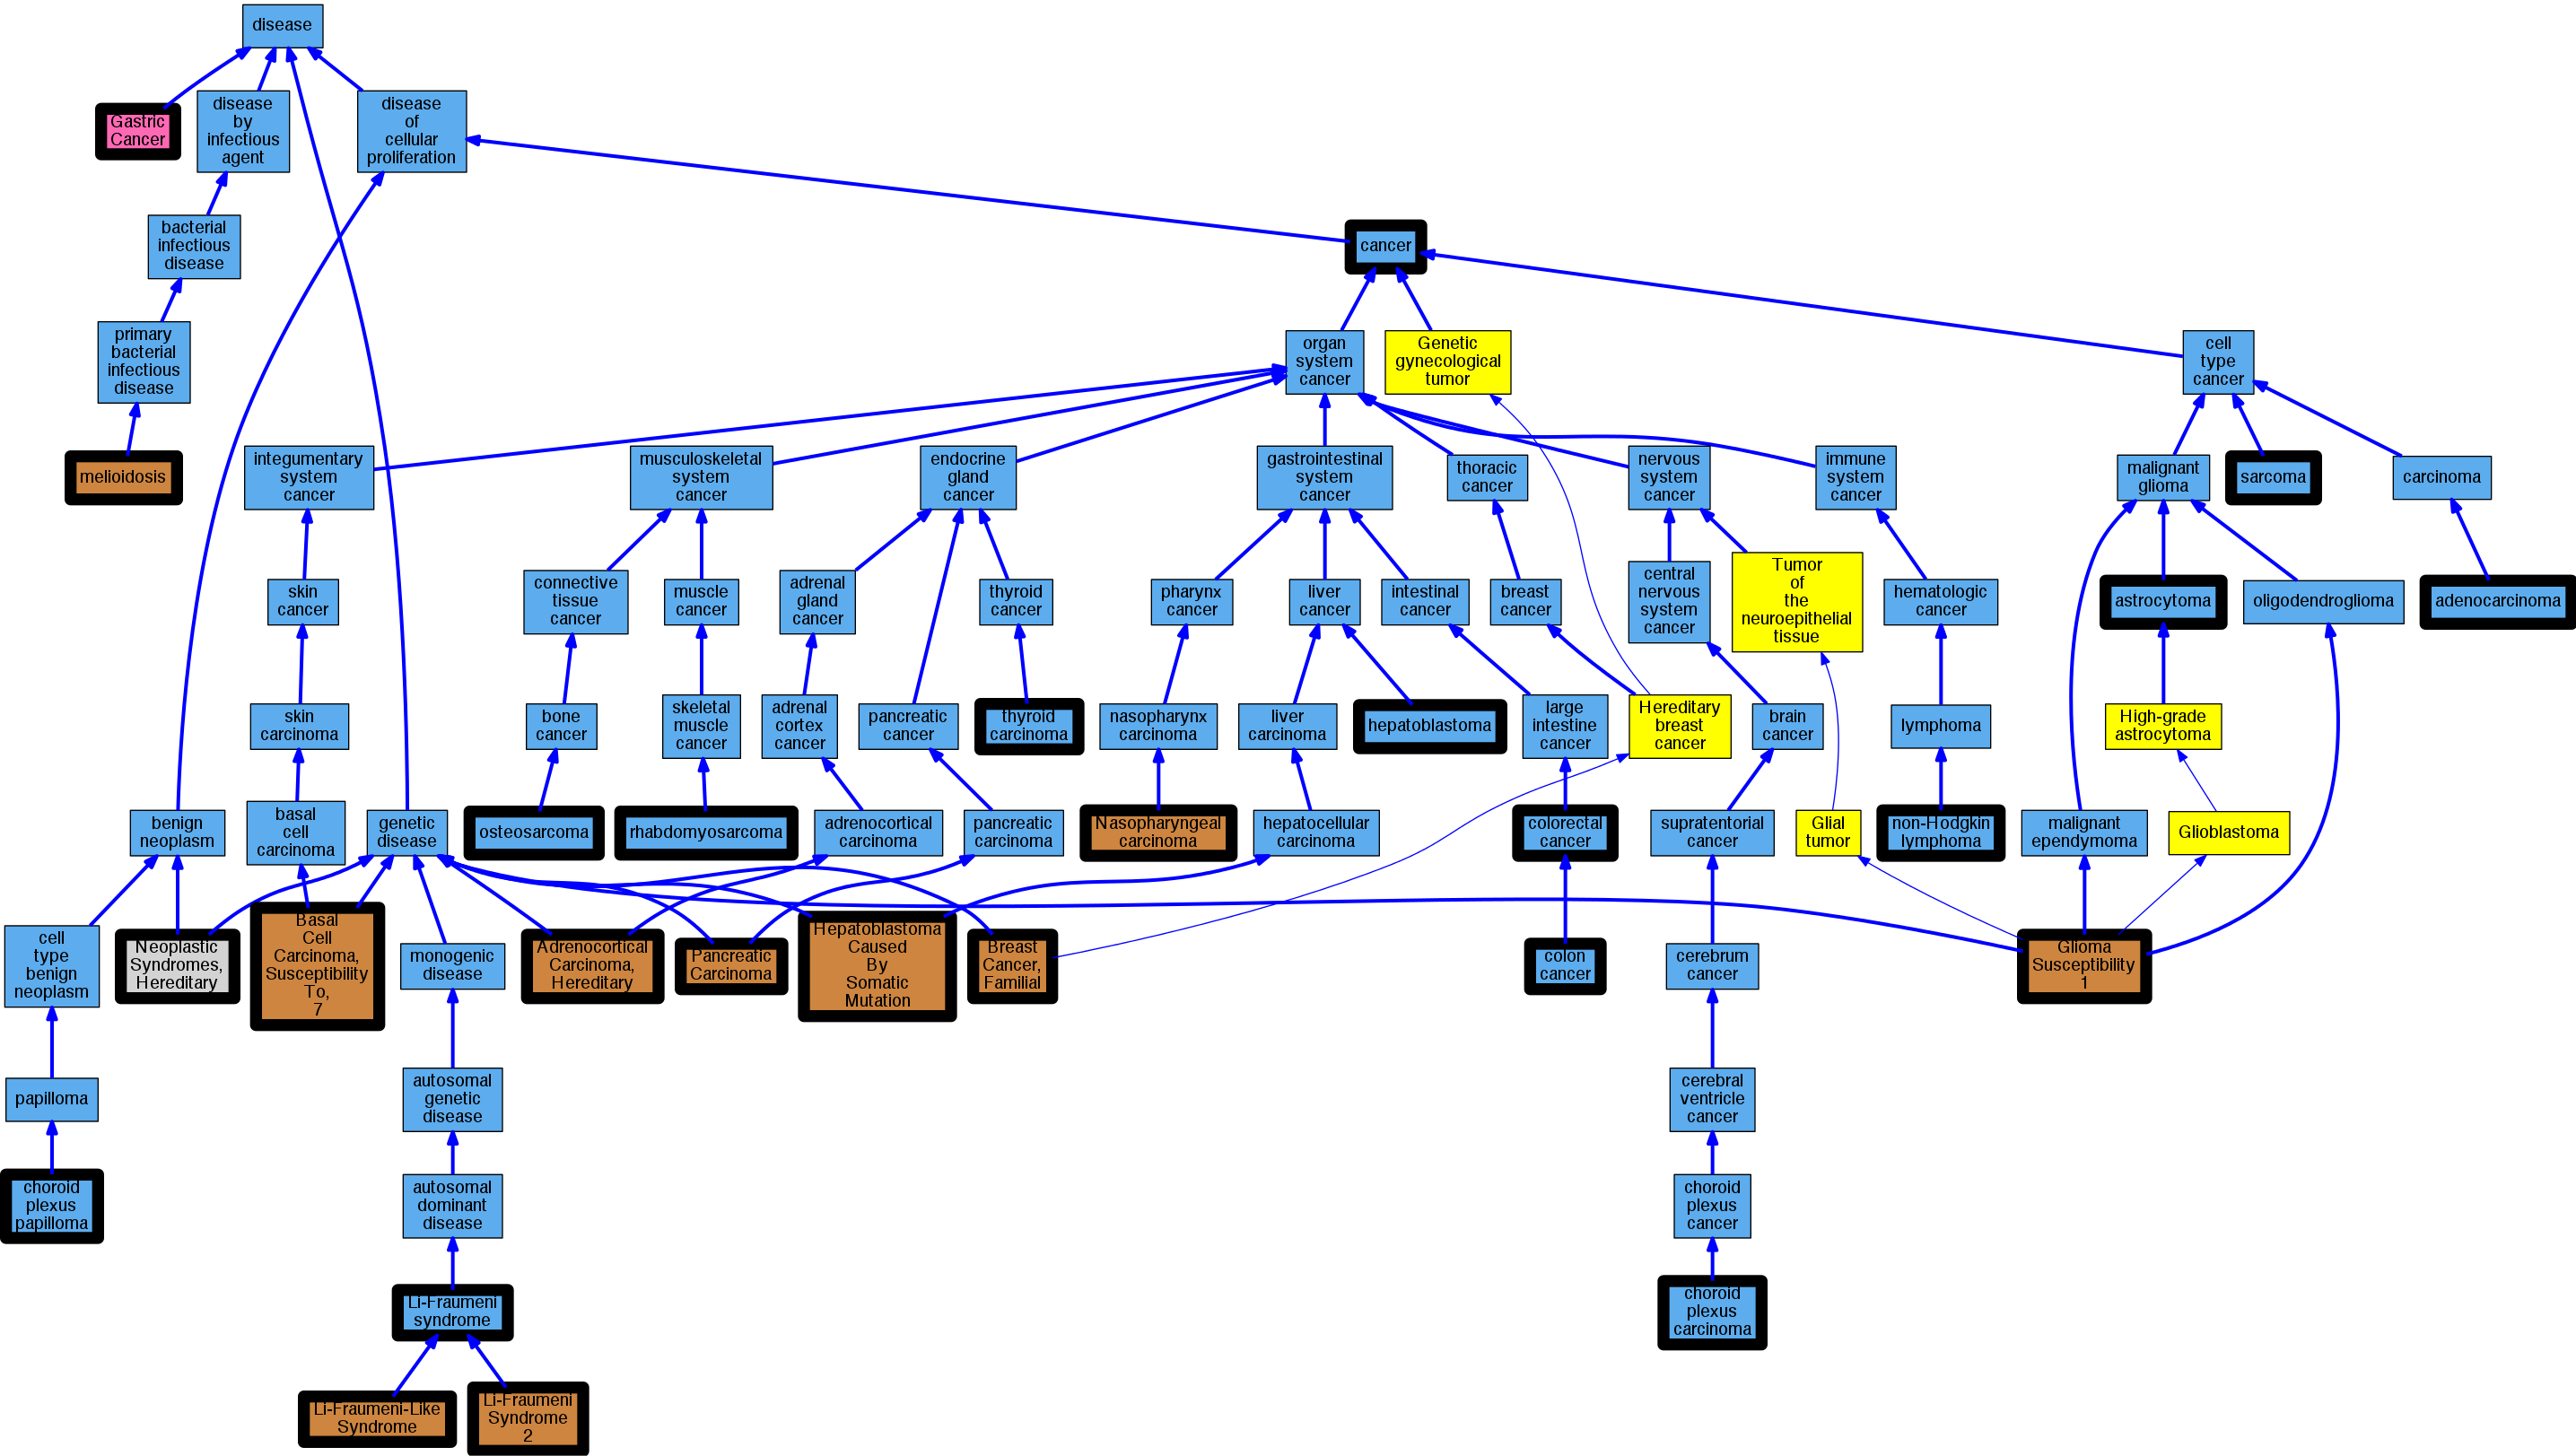 disease
Gastric
Cancer
disease
by
infectious
agent
disease
of
cellular
proliferation
bacterial
infectious
disease
cancer
primary
bacterial
infectious
disease
organ
system
cancer
Genetic
gynecological
tumor
cell
type
cancer
melioidosis
integumentary
system
cancer
musculoskeletal
system
cancer
endocrine
gland
cancer
gastrointestinal
system
cancer
thoracic
cancer
nervous
system
cancer
immune
system
cancer
malignant
glioma
sarcoma
carcinoma
skin
cancer
connective
tissue
cancer
muscle
cancer
adrenal
gland
cancer
thyroid
cancer
pharynx
cancer
liver
cancer
intestinal
cancer
breast
cancer
central
nervous
system
cancer
Tumor
of
the
neuroepithelial
tissue
hematologic
cancer
astrocytoma
oligodendroglioma
adenocarcinoma
skin
carcinoma
bone
cancer
skeletal
muscle
cancer
adrenal
cortex
cancer
pancreatic
cancer
thyroid
carcinoma
nasopharynx
carcinoma
liver
carcinoma
hepatoblastoma
large
intestine
cancer
Hereditary
breast
cancer
brain
cancer
lymphoma
High-grade
astrocytoma
benign
neoplasm
basal
cell
carcinoma
genetic
disease
osteosarcoma
rhabdomyosarcoma
adrenocortical
carcinoma
pancreatic
carcinoma
Nasopharyngeal
carcinoma
hepatocellular
carcinoma
colorectal
cancer
supratentorial
cancer
Glial
tumor
non-Hodgkin
lymphoma
malignant
ependymoma
Glioblastoma
cell
type
benign
neoplasm
Neoplastic
Syndromes,
Hereditary
Basal
Cell
Carcinoma,
Susceptibility
To,
7
monogenic
disease
Adrenocortical
Carcinoma,
Hereditary
Pancreatic
Carcinoma
Hepatoblastoma
Caused
By
Somatic
Mutation
Breast
Cancer,
Familial
colon
cancer
cerebrum
cancer
Glioma
Susceptibility
1
papilloma
autosomal
genetic
disease
cerebral
ventricle
cancer
choroid
plexus
papilloma
autosomal
dominant
disease
choroid
plexus
cancer
Li-Fraumeni
syndrome
choroid
plexus
carcinoma
Li-Fraumeni-Like
Syndrome
Li-Fraumeni
Syndrome
2